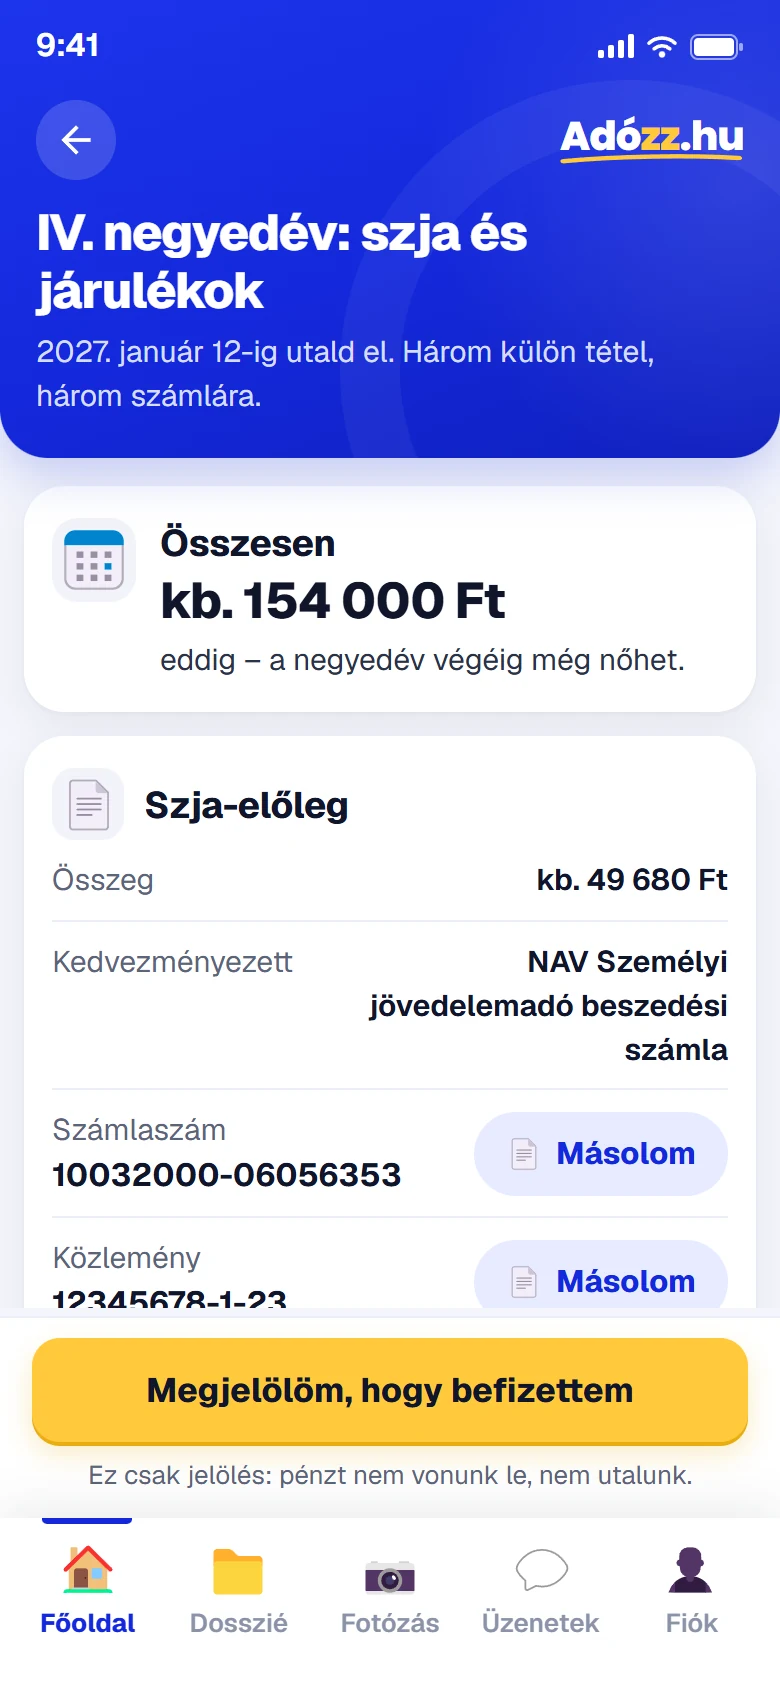 9:41
Adózz.hu
IV. negyedév: szja és
járulékok
2027. január 12-ig utald el. Három külön tétel,
három számlára.
Összesen
kb. 154 000 Ft
eddig – a negyedév végéig még nőhet.
Szja-előleg
Összeg
kb. 49 680 Ft
Kedvezményezett
NAV Személyi
jövedelemadó beszedési
számla
Számlaszám
10032000-06056353
Másolom
Közlemény
12345678-1-23
Másolom
Megjelölöm, hogy befizettem
Ez csak jelölés: pénzt nem vonunk le, nem utalunk.
Főoldal
Dosszié
Fotózás
Üzenetek
Fiók